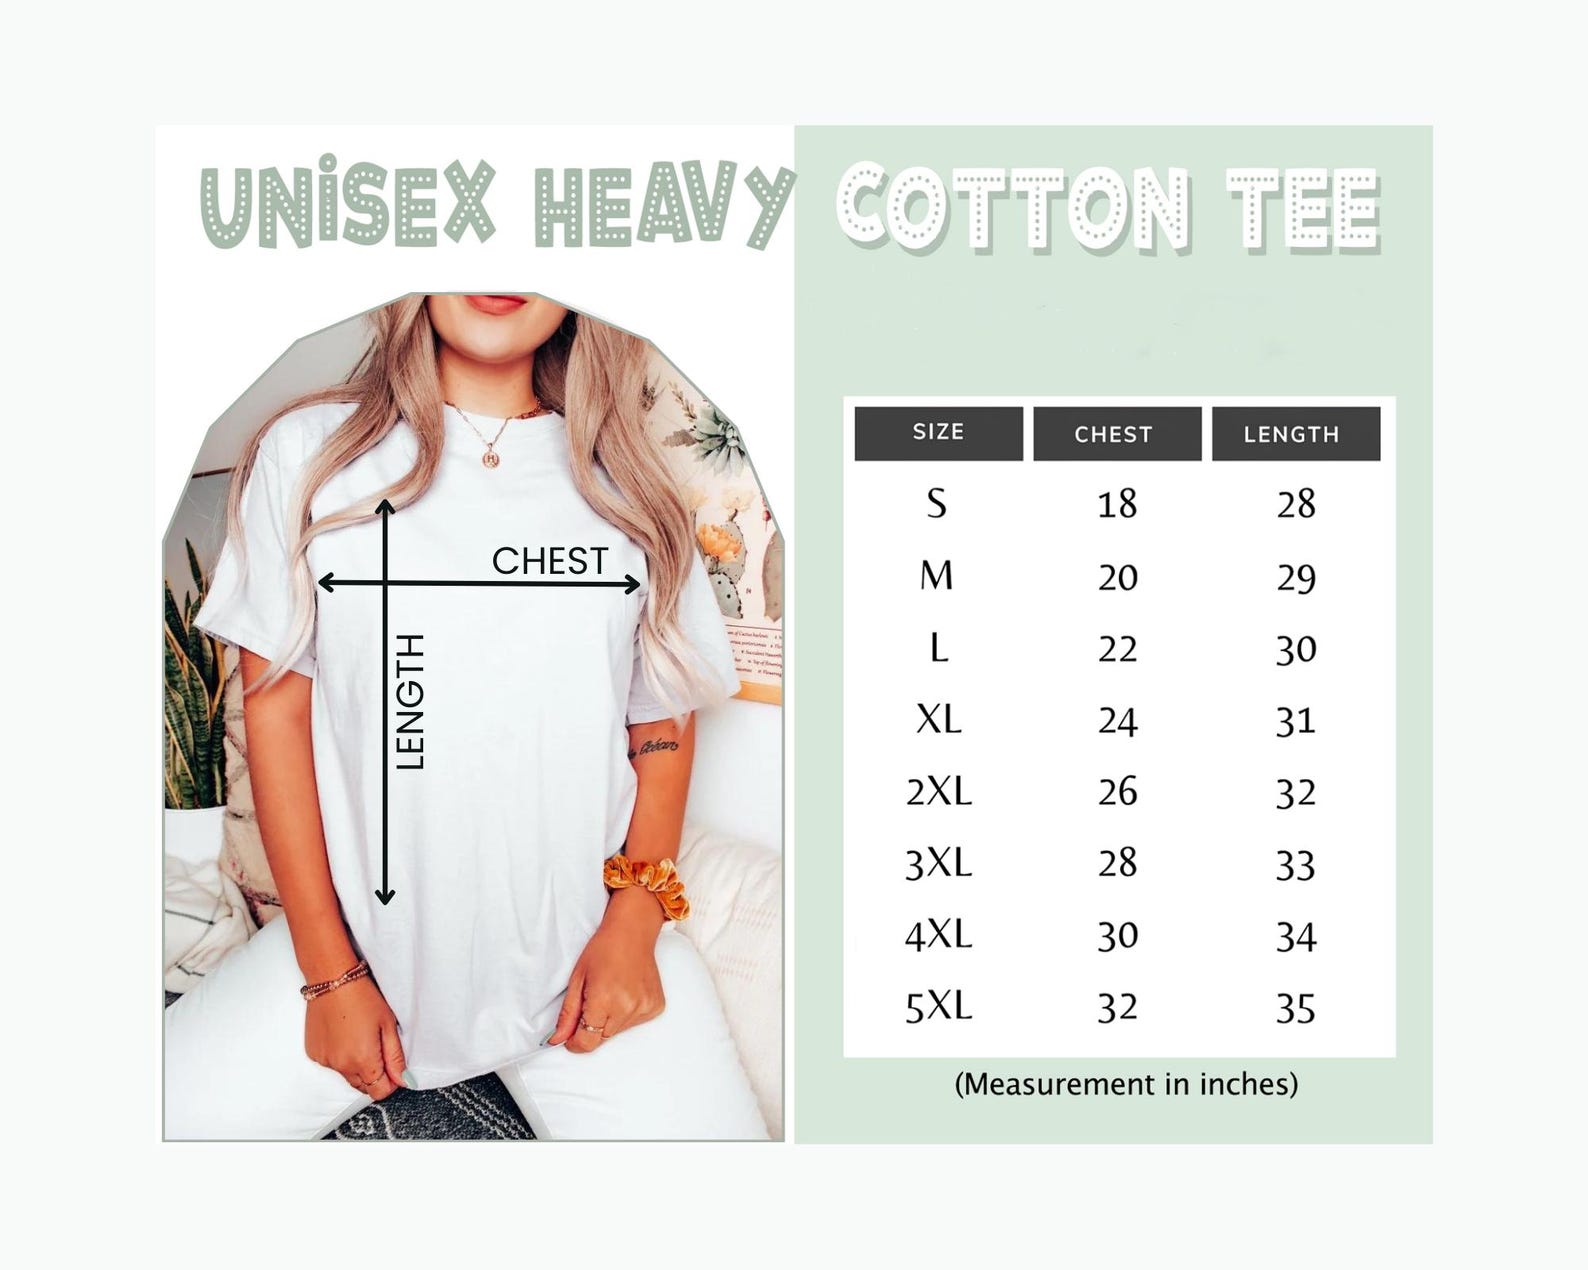 UNiSEX HEAVY COTTON TEE
CHEST
LENGTH
Océan
SIZE CHEST LENGTH
S 18 28
M 20 29
L 22 30
XL 24 31
2XL 26 32
3XL 28 33
4XL 30 34
5XL 32 35
(Measurement in inches)